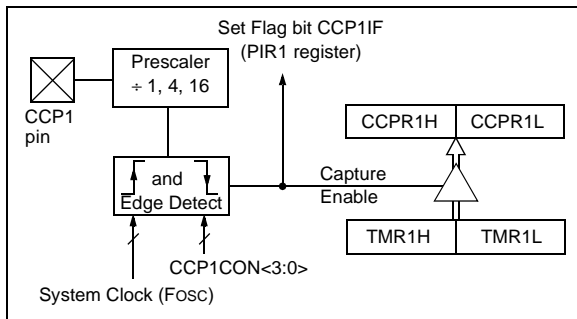 Set Flag bit CCP1IF
(PIR1 register)
Prescaler
÷ 1, 4, 16
CCP1
pin
CCPR1H
CCPR1L
and
Edge Detect
Capture
Enable
TMR1H
TMR1L
CCP1CON<3:0>
System Clock (FOSC)